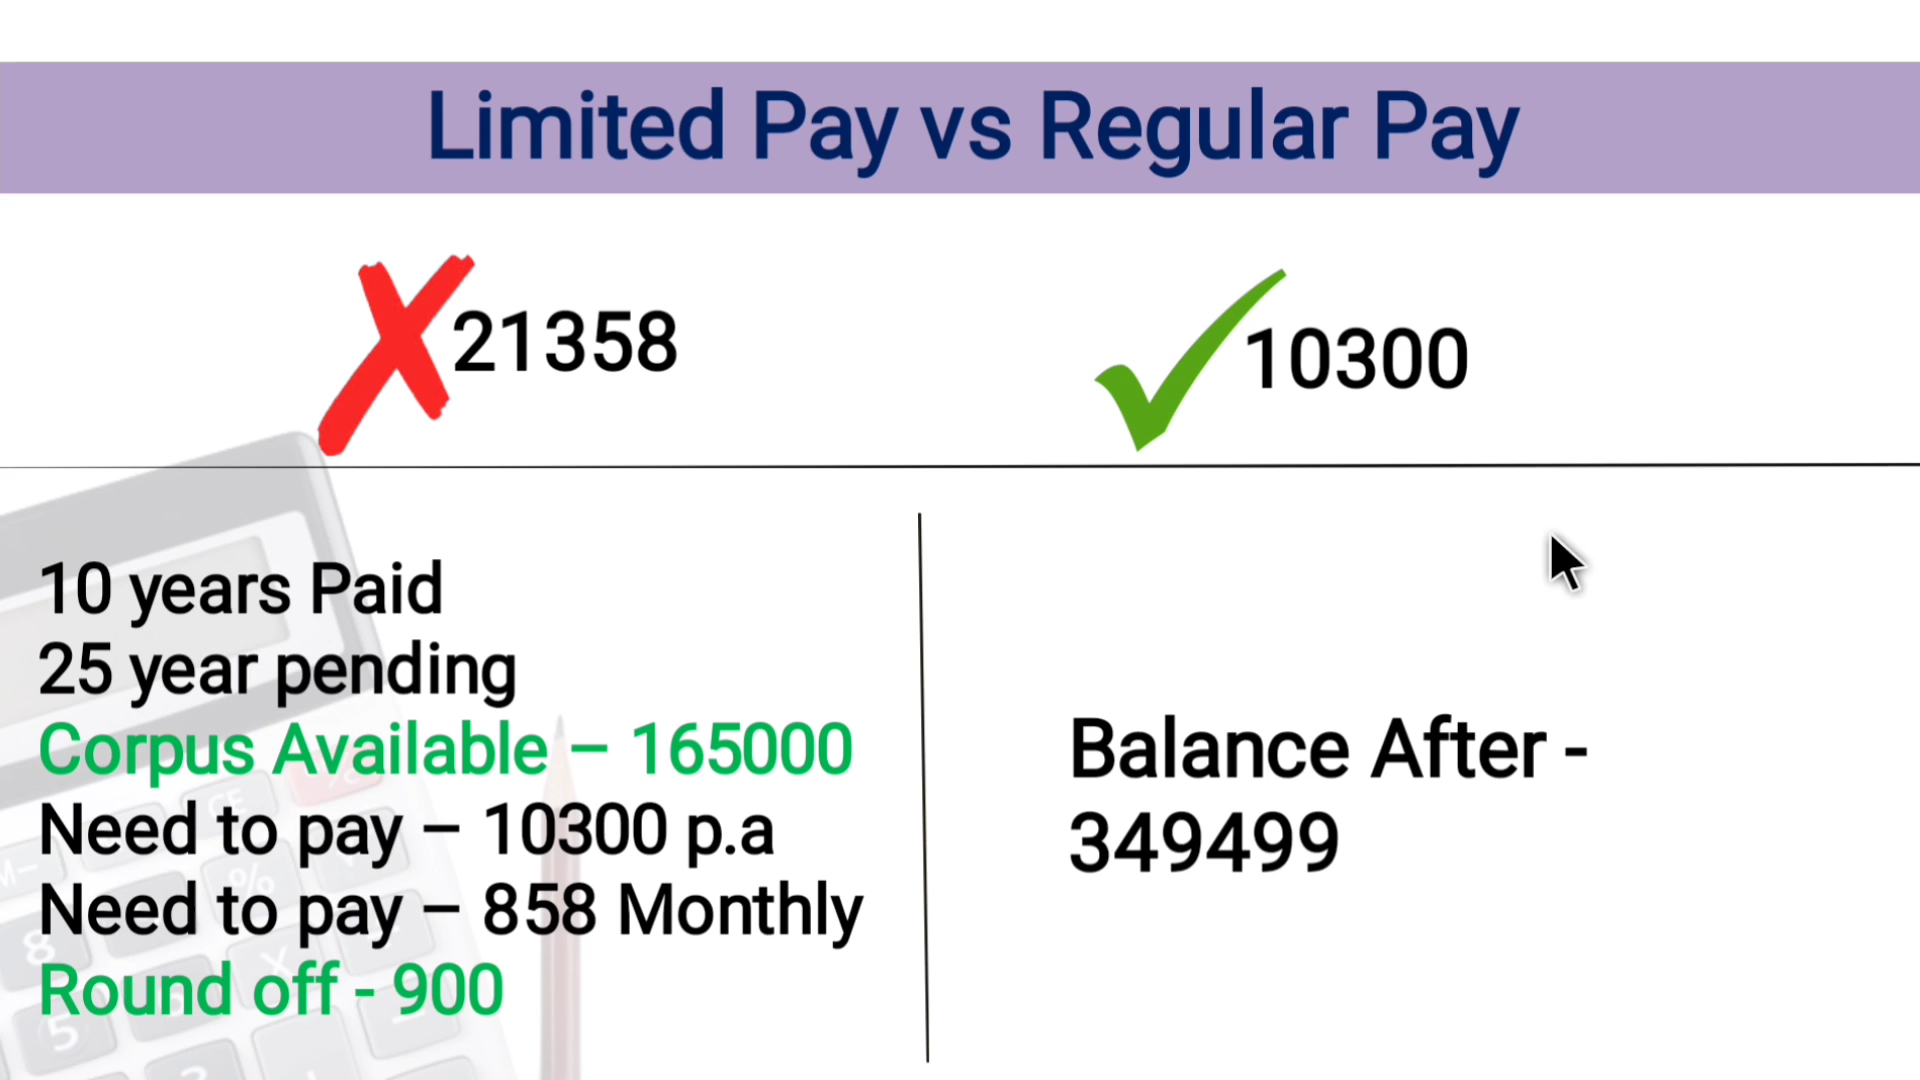 Limited Pay vs Regular Pay
21358
10300
10 years Paid
25 year pending
Corpus Available – 165000
Need to pay – 10300 p.a
Need to pay – 858 Monthly
Round off - 900
Balance After -
349499